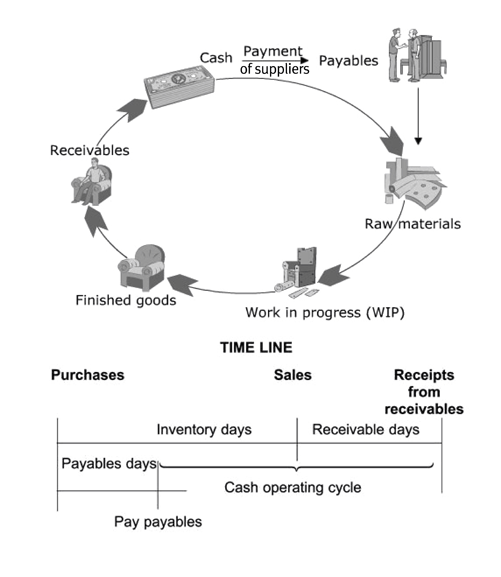 Cash Payment of suppliers Payables
Receivables
Raw materials
Finished goods
Work in progress (WIP)
TIME LINE
Purchases Sales Receipts from receivables
Inventory days Receivable days
Payables days
Cash operating cycle
Pay payables